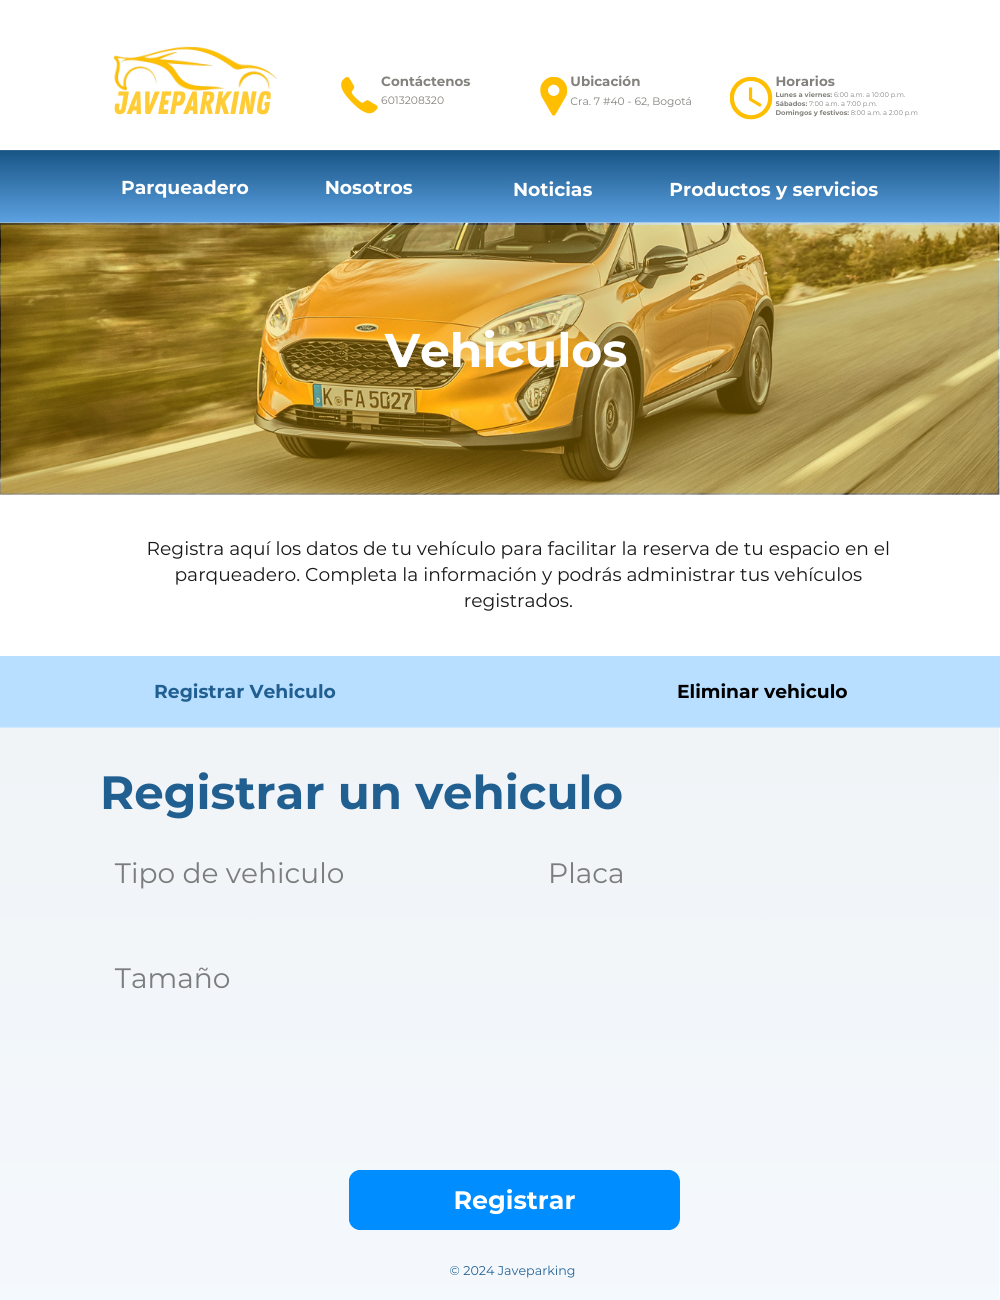 JAVEPARKING
Contáctenos
6013208320
Ubicación
Cra. 7 #40 - 62, Bogotá
Horarios
Lunes a viernes: 6:00 a.m. a 10:00 p.m.
Sábados: 7:00 a.m. a 7:00 p.m.
Domingos y festivos: 8:00 a.m. a 2:00 p.m
Parqueadero
Nosotros
Noticias
Productos y servicios
Vehiculos
Ford
K FA 5027
Registra aquí los datos de tu vehículo para facilitar la reserva de tu espacio en el
parqueadero. Completa la información y podrás administrar tus vehículos
registrados.
Registrar Vehiculo
Eliminar vehiculo
Registrar un vehiculo
Tipo de vehiculo
Placa
Tamaño
Registrar
© 2024 Javeparking